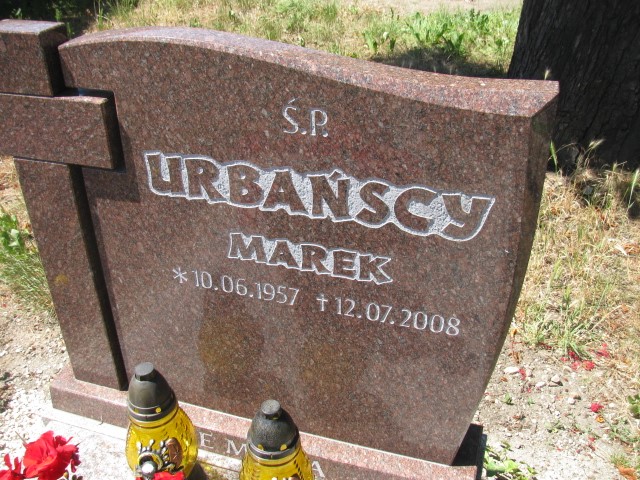 Ś.P.
URBAŃSCY
MAREK
* 10.06.1957 † 12.07.2008